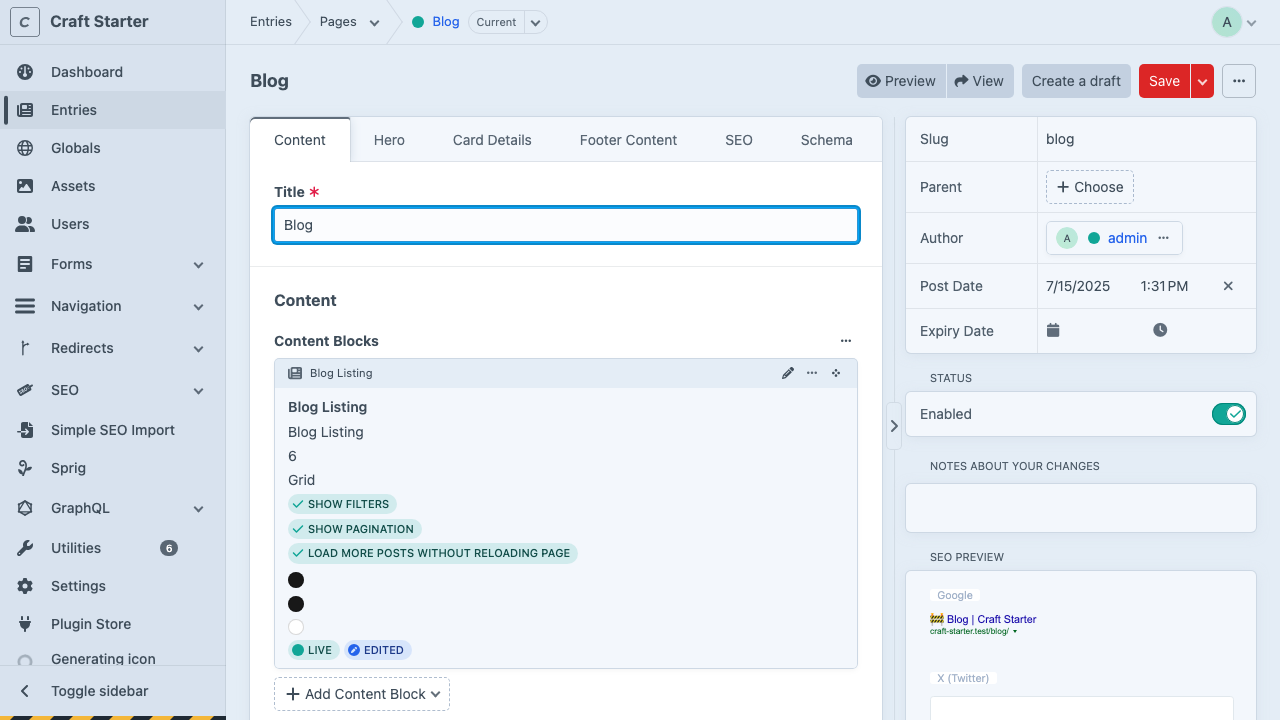 C Craft Starter
Entries Pages Blog Current
A
Dashboard
Entries
Globals
Assets
Users
Forms
Navigation
Redirects
SEO
Simple SEO Import
Sprig
GraphQL
Utilities 6
Settings
Plugin Store
Generating icon
Toggle sidebar
Blog
Preview View Create a draft Save
Content Hero Card Details Footer Content SEO Schema
Title
Blog
Content
Content Blocks
Blog Listing
Blog Listing
Blog Listing
6
Grid
SHOW FILTERS
SHOW PAGINATION
LOAD MORE POSTS WITHOUT RELOADING PAGE
LIVE EDITED
Add Content Block
Slug blog
Parent Choose
Author A admin
Post Date 7/15/2025 1:31 PM
Expiry Date
STATUS
Enabled
NOTES ABOUT YOUR CHANGES
SEO PREVIEW
Google
Blog | Craft Starter
craft-starter.test/blog/
X (Twitter)